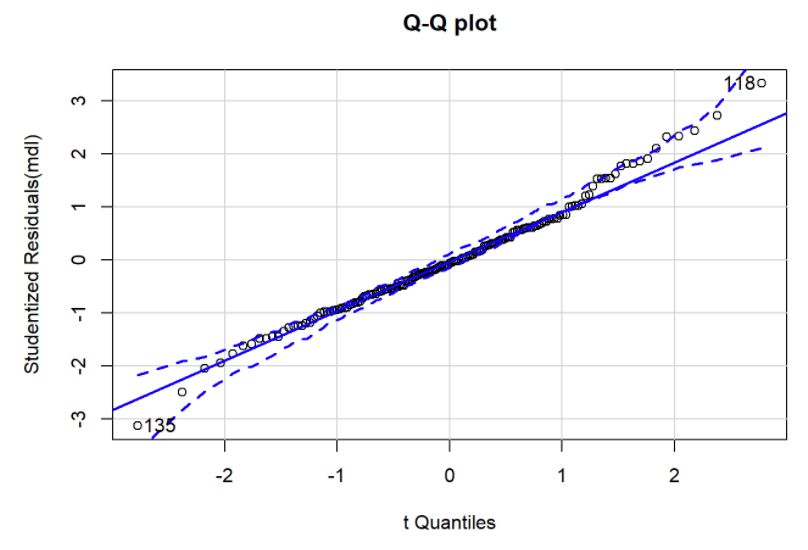 Q-Q plot
Studentized Residuals(mdl)
3
2
1
0
-1
-2
-3
118
135
-2 -1 0 1 2
t Quantiles